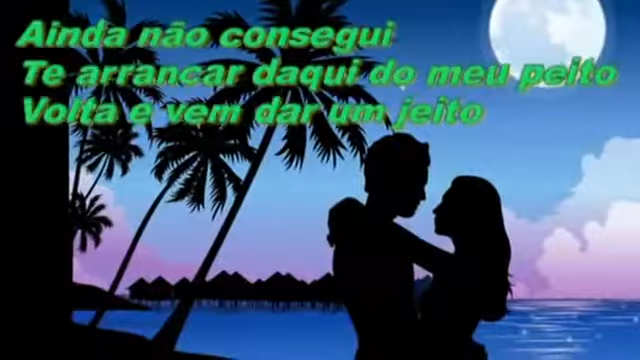 Ainda não consegui
Te arrancar daqui do meu peito
Volta e vem dar um jeito